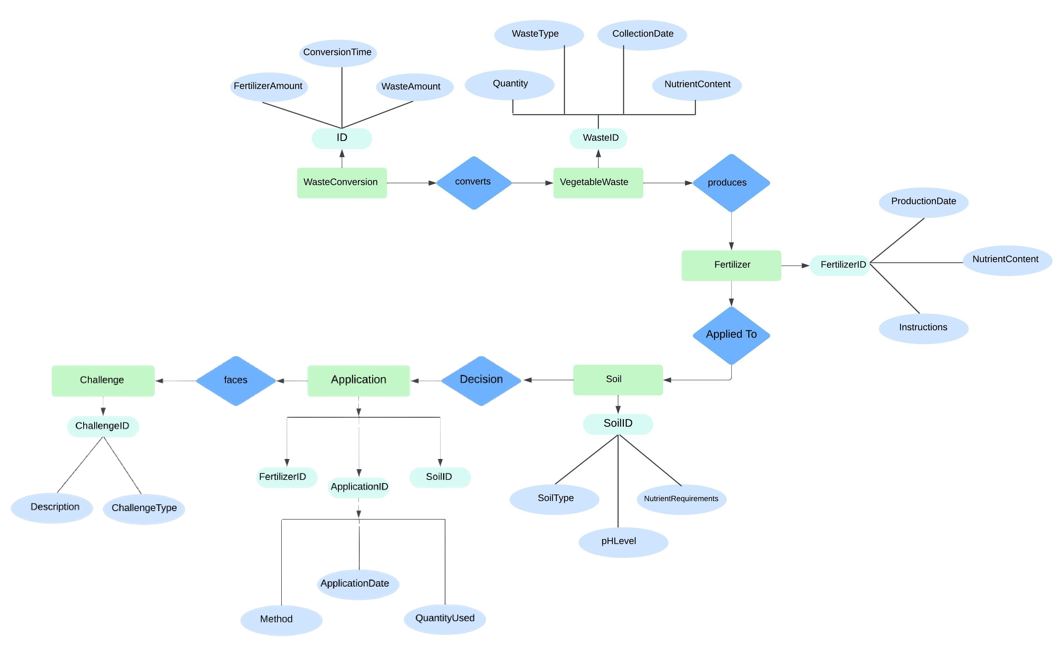 WasteType
CollectionDate
ConversionTime
FertilizerAmount
WasteAmount
Quantity
NutrientContent
ID
WasteID
WasteConversion
converts
VegetableWaste
produces
ProductionDate
Fertilizer
FertilizerID
NutrientContent
Instructions
Applied To
Challenge
faces
Application
Decision
Soil
ChallengeID
SoilID
FertilizerID
ApplicationID
SoilID
SoilType
NutrientRequirements
Description
ChallengeType
pHLevel
ApplicationDate
Method
QuantityUsed